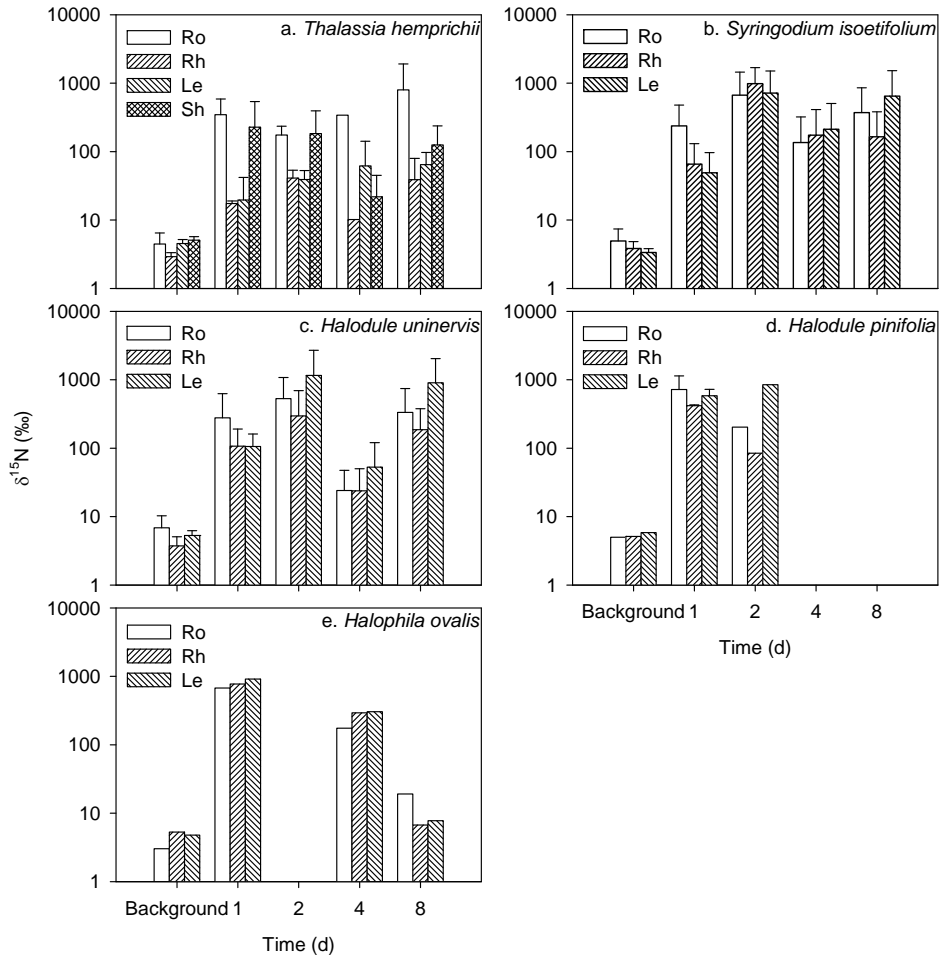 a. Thalassia hemprichii
10000
1000
100
10
1
Ro
Rh
Le
Sh
b. Syringodium isoetifolium
10000
1000
100
10
1
Ro
Rh
Le
c. Halodule uninervis
10000
1000
100
10
1
Ro
Rh
Le
δ¹⁵N (‰)
d. Halodule pinifolia
10000
1000
100
10
1
Ro
Rh
Le
Background 1 2 4 8
Time (d)
e. Halophila ovalis
10000
1000
100
10
1
Ro
Rh
Le
Background 1 2 4 8
Time (d)